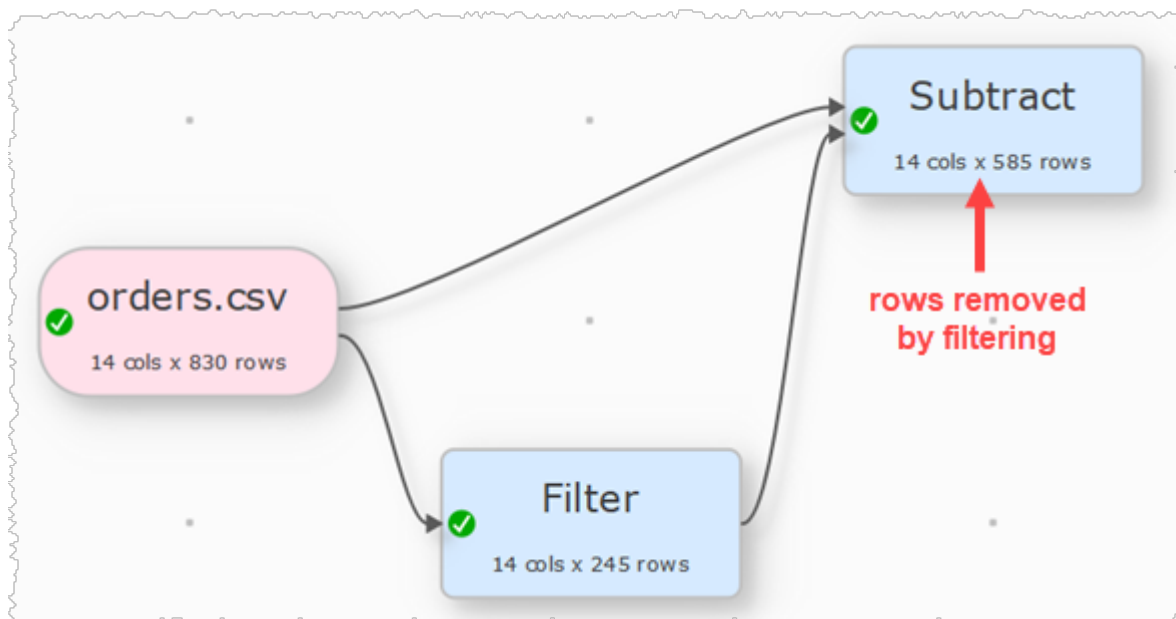 Subtract
14 cols x 585 rows
rows removed
by filtering
orders.csv
14 cols x 830 rows
Filter
14 cols x 245 rows